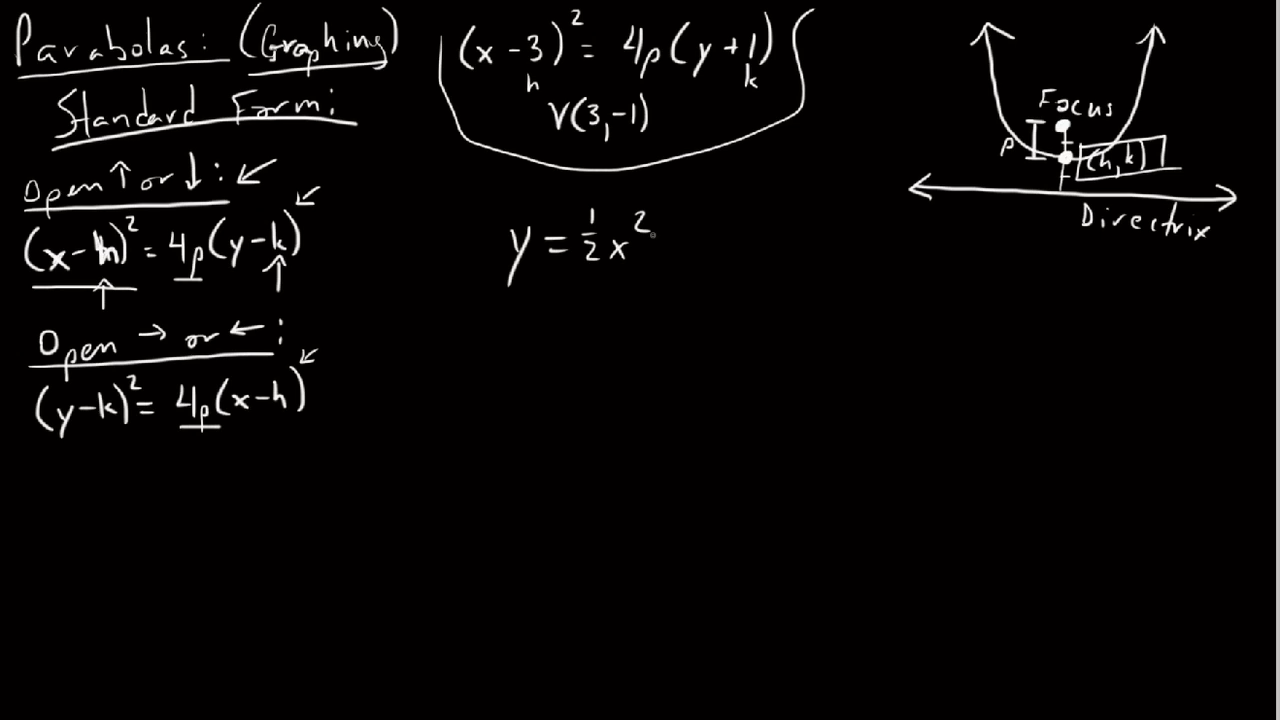 Parabolas: (Graphing)
Standard Form:
Open ↑ or ↓: ↙
(x-h)² = 4p(y-k)
Open → or ←:
(y-k)² = 4p(x-h)
(x-3)² = 4p(y+1)
h k
V(3,-1)
y = ½x²
Focus
p
(h,k)
Directrix